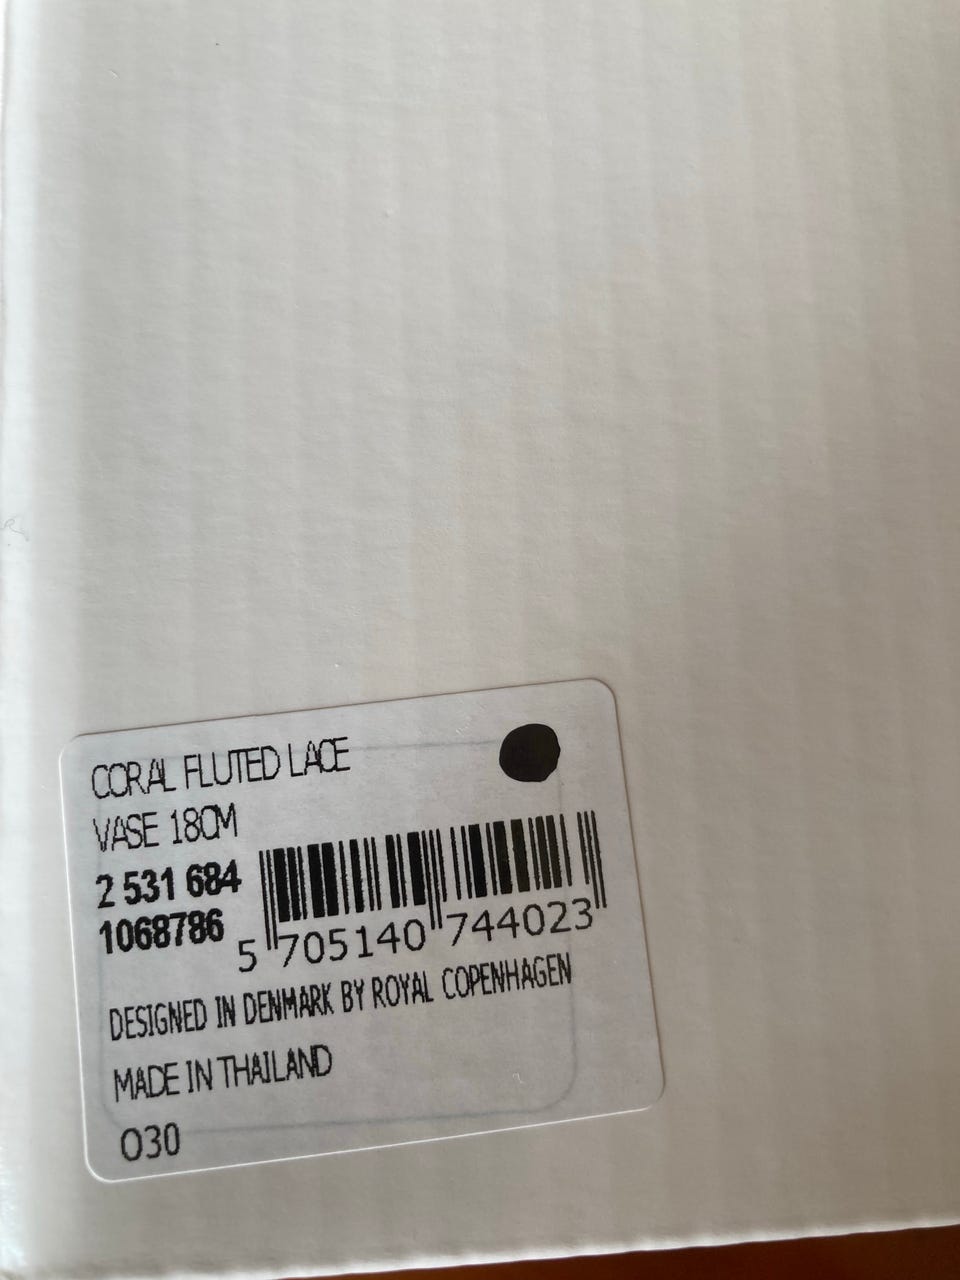 CORAL FLUTED LACE
VASE 18CM
2 531 684
1068786
5 705140 744023
DESIGNED IN DENMARK BY ROYAL COPENHAGEN
MADE IN THAILAND
O30